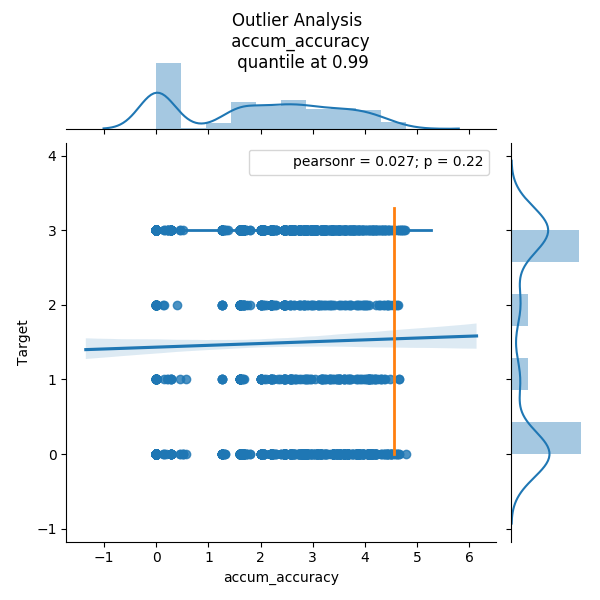 Outlier Analysis
accum_accuracy
quantile at 0.99
pearsonr = 0.027; p = 0.22
4
3
2
1
0
−1
Target
−1
0
1
2
3
4
5
6
accum_accuracy